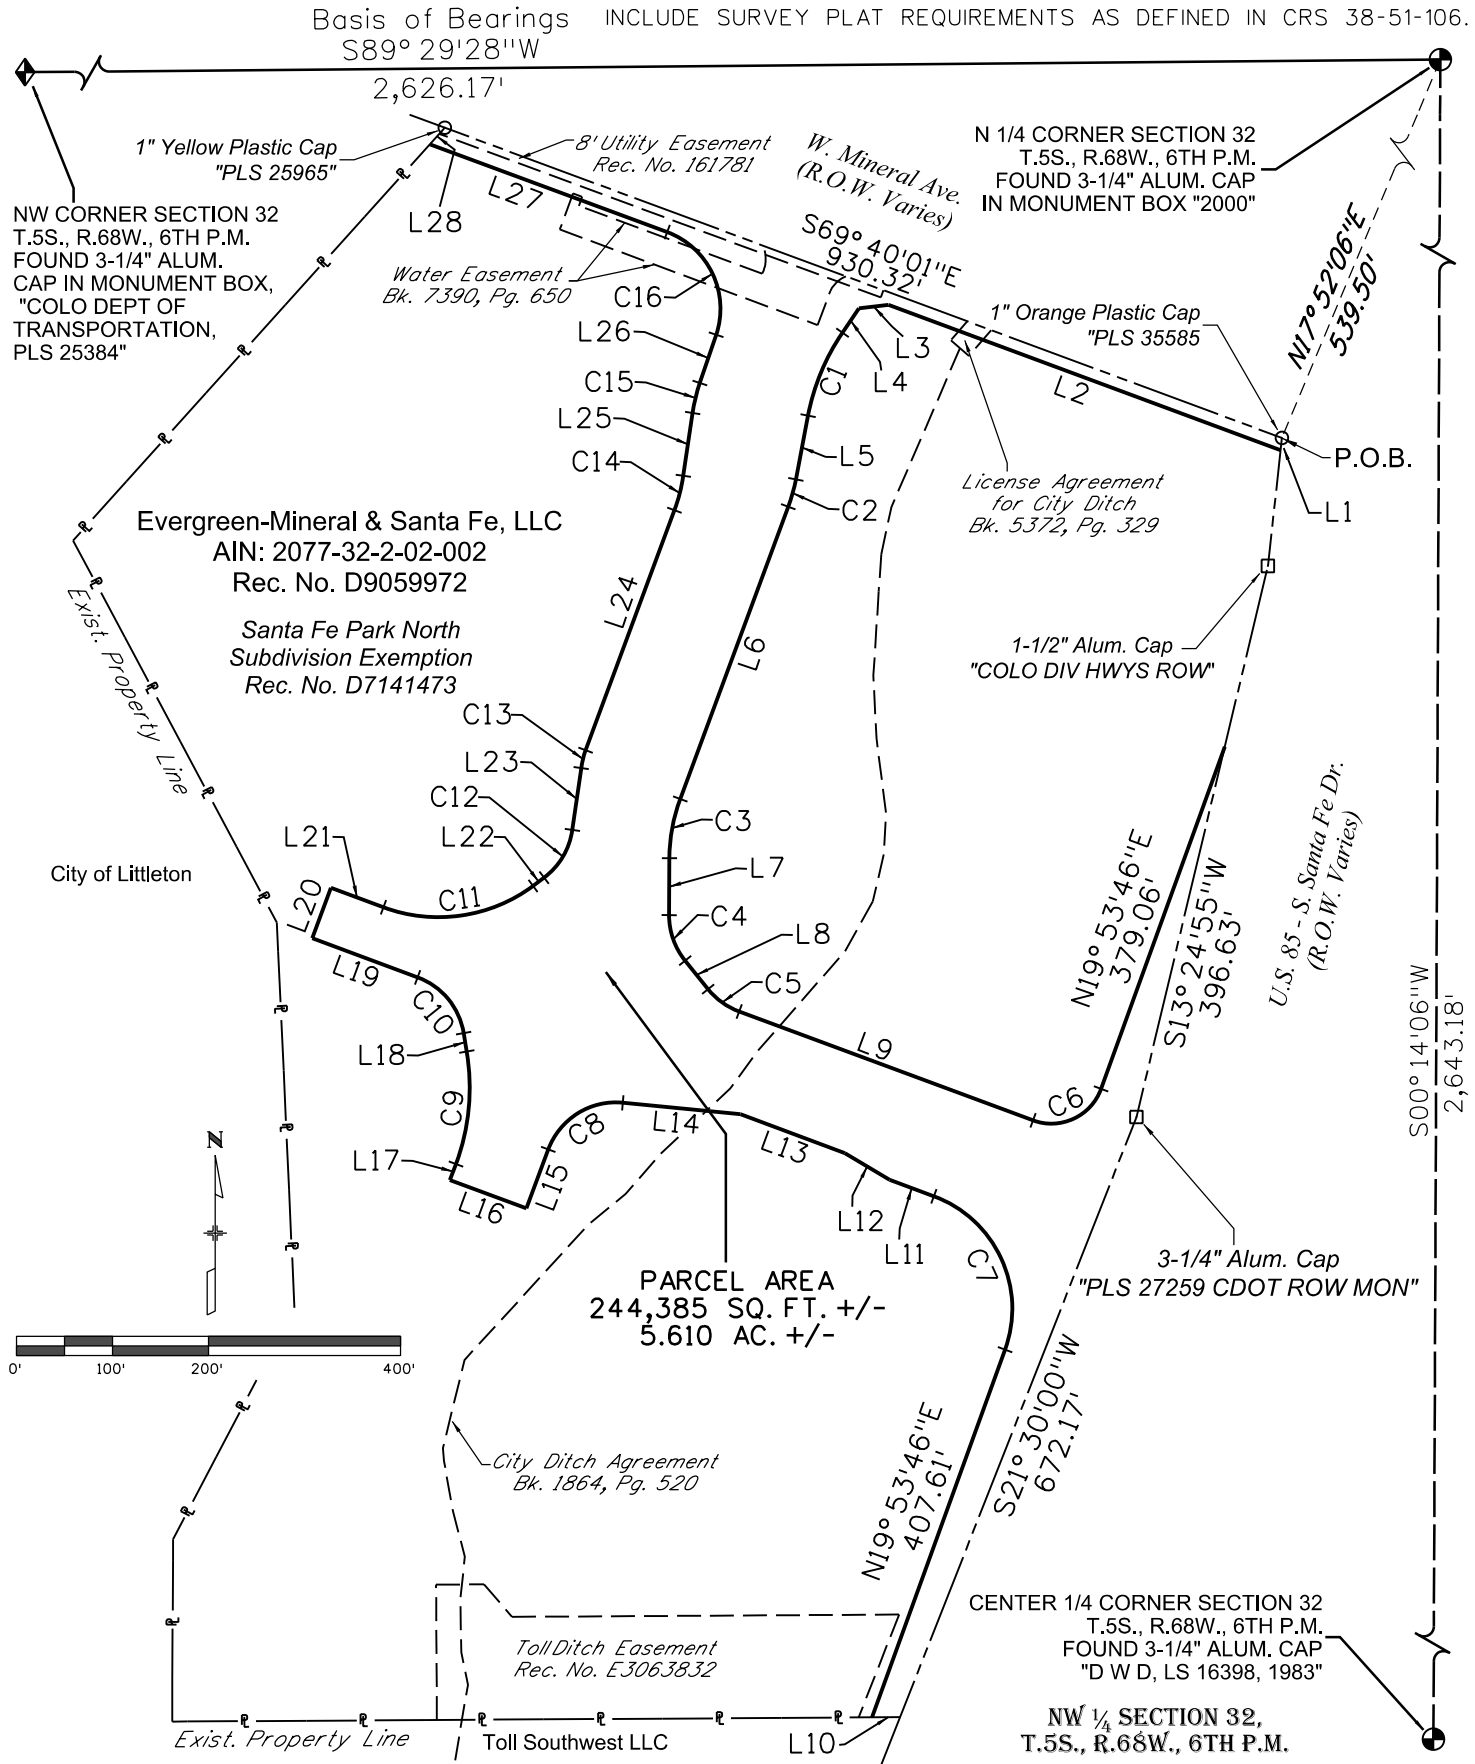 Basis of Bearings
S89°29'28"W
2,626.17'
INCLUDE SURVEY PLAT REQUIREMENTS AS DEFINED IN CRS 38-51-106.
1" Yellow Plastic Cap
"PLS 25965"
8' Utility Easement
Rec. No. 161781
W. Mineral Ave.
(R.O.W. Varies)
N 1/4 CORNER SECTION 32
T.5S., R.68W., 6TH P.M.
FOUND 3-1/4" ALUM. CAP
IN MONUMENT BOX "2000"
NW CORNER SECTION 32
T.5S., R.68W., 6TH P.M.
FOUND 3-1/4" ALUM.
CAP IN MONUMENT BOX,
"COLO DEPT OF
TRANSPORTATION,
PLS 25384"
L28
L27
S69°40'01"E
930.32'
N17°52'06"E
539.50'
Water Easement
Bk. 7390, Pg. 650
C16
1" Orange Plastic Cap
"PLS 35585
L26
L3
L4
C1
L2
C15
L25
C14
L5
C2
P.O.B.
L1
License Agreement
for City Ditch
Bk. 5372, Pg. 329
Evergreen-Mineral & Santa Fe, LLC
AIN: 2077-32-2-02-002
Rec. No. D9059972
Santa Fe Park North
Subdivision Exemption
Rec. No. D7141473
Exist. Property Line
L24
L6
1-1/2" Alum. Cap
"COLO DIV HWYS ROW"
C13
L23
C12
L22
L21
C3
L7
C4
L8
C5
City of Littleton
L20
C11
L19
C10
L18
C9
L9
C6
N19°53'46"E
379.06'
S13°24'55"W
396.63'
U.S. 85 - S. Santa Fe Dr.
(R.O.W. Varies)
S00°14'06"W
2,643.18'
C8
L14
L13
L17
L16
L15
L12
L11
C7
N
PARCEL AREA
244,385 SQ. FT. +/-
5.610 AC. +/-
3-1/4" Alum. Cap
"PLS 27259 CDOT ROW MON"
0' 100' 200' 400'
S21°30'00"W
672.17'
N19°53'46"E
407.61'
City Ditch Agreement
Bk. 1864, Pg. 520
CENTER 1/4 CORNER SECTION 32
T.5S., R.68W., 6TH P.M.
FOUND 3-1/4" ALUM. CAP
"D W D, LS 16398, 1983"
Toll Ditch Easement
Rec. No. E3063832
NW ¼ SECTION 32,
T.5S., R.68W., 6TH P.M.
Exist. Property Line
Toll Southwest LLC
L10